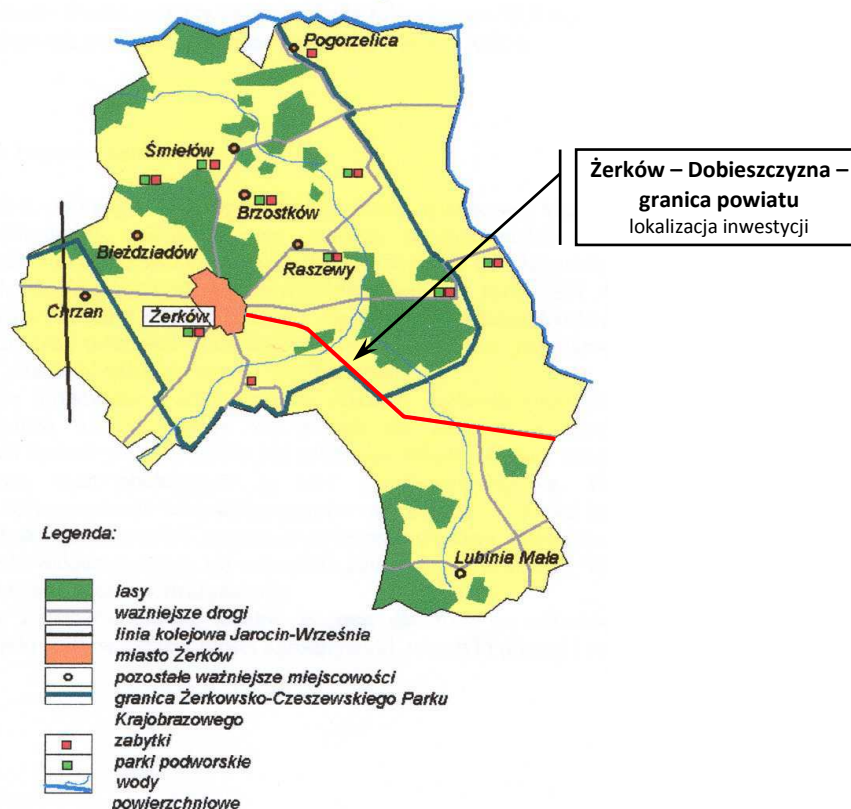 Pogorzelica
Śmiełów
Brzostków
Bieździadów
Raszewy
Chrzan
Żerków
Lubinia Mała
Żerków – Dobieszczyzna –
granica powiatu
lokalizacja inwestycji
Legenda:
lasy
ważniejsze drogi
linia kolejowa Jarocin-Września
miasto Żerków
pozostałe ważniejsze miejscowości
granica Żerkowsko-Czeszewskiego Parku
Krajobrazowego
zabytki
parki podworskie
wody
powierzchniowe